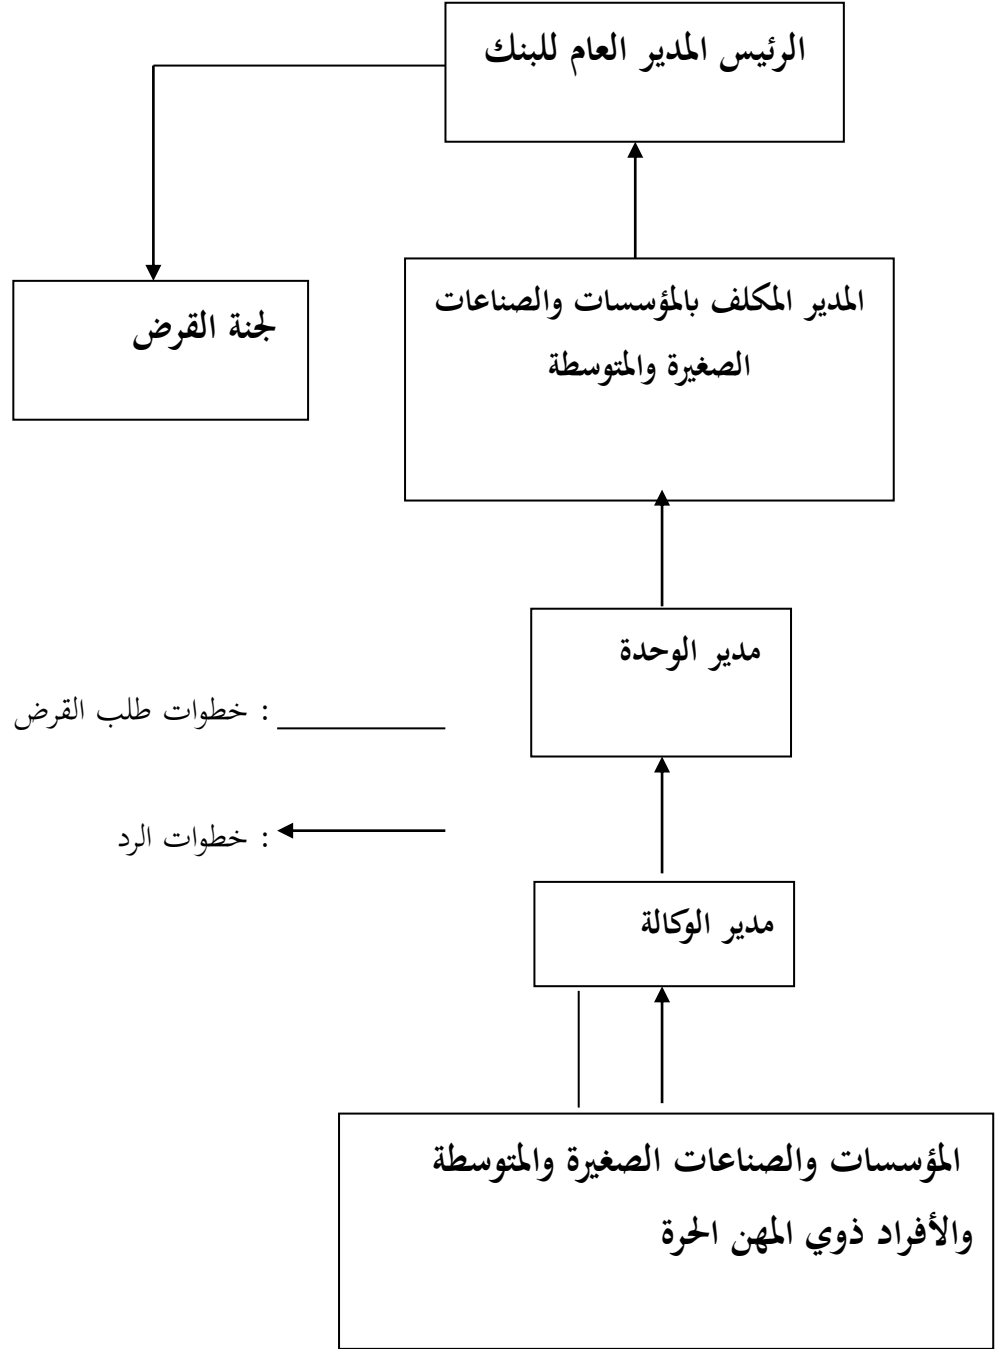 الرئيس المدير العام للبنك
المدير المكلف بالمؤسسات والصناعات
الصغيرة والمتوسطة
لجنة القرض
مدير الوحدة
: خطوات طلب القرض
: خطوات الرد
مدير الوكالة
المؤسسات والصناعات الصغيرة والمتوسطة
والأفراد ذوي المهن الحرة